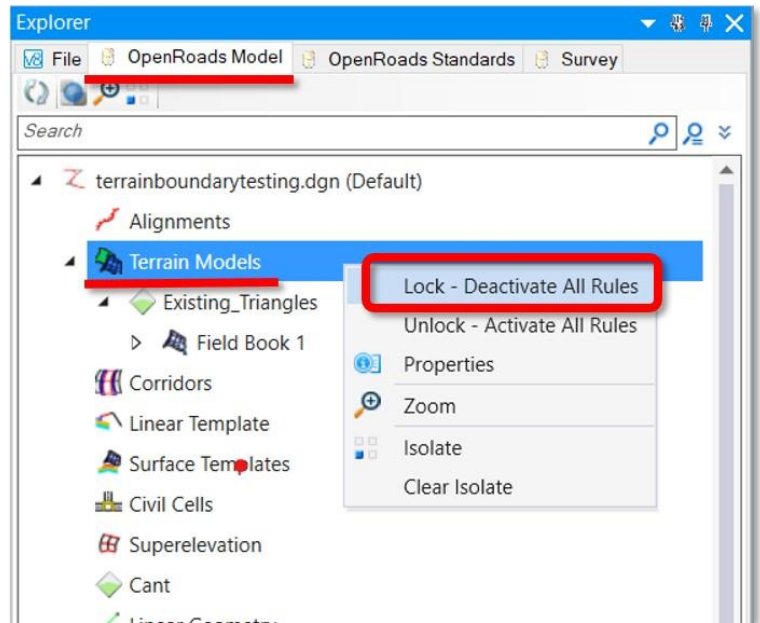 Explorer
File OpenRoads Model OpenRoads Standards Survey
Search
terrainboundarytesting.dgn (Default)
Alignments
Terrain Models
Lock - Deactivate All Rules
Existing_Triangles
Unlock - Activate All Rules
Field Book 1
Properties
Corridors
Zoom
Linear Template
Isolate
Surface Templates
Clear Isolate
Civil Cells
Superelevation
Cant
Linear Geometry